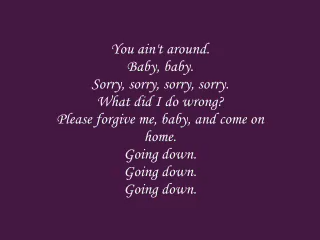 You ain't around.
Baby, baby.
Sorry, sorry, sorry, sorry.
What did I do wrong?
Please forgive me, baby, and come on
home.
Going down.
Going down.
Going down.